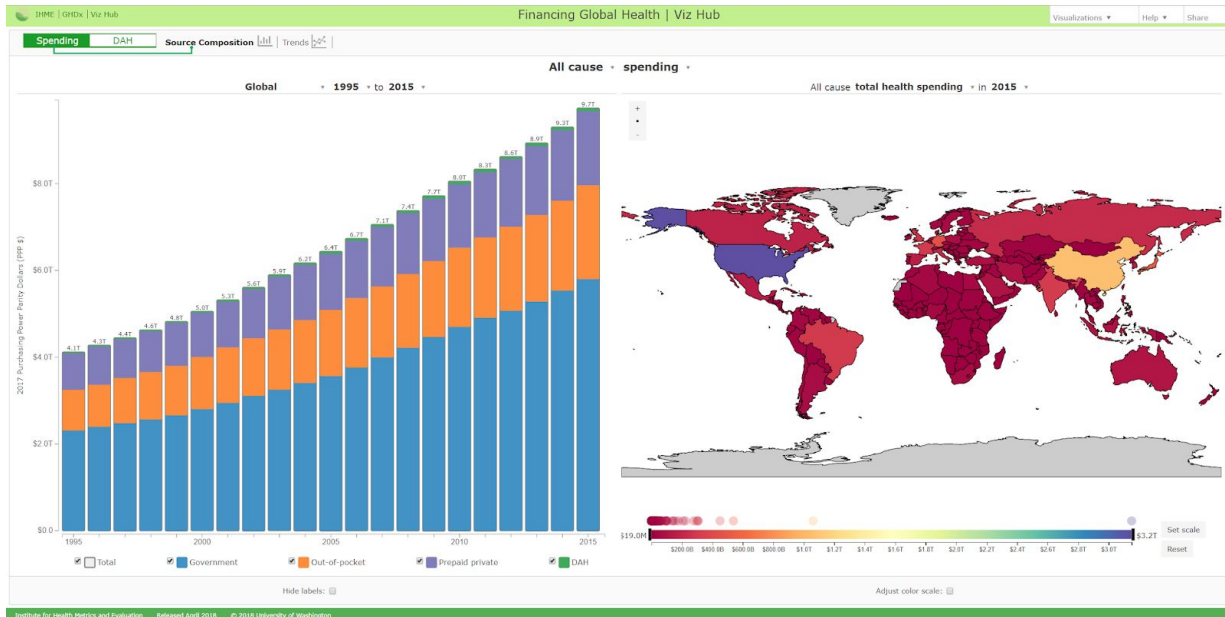 IHME | GHDx | Viz Hub
Financing Global Health | Viz Hub
Visualizations ▼ Help ▼ Share
Spending DAH Source Composition Trends
All cause spending
Global 1995 to 2015
All cause total health spending in 2015
+
-
2017 Purchasing Power Parity Dollars (PPP $)
$8.0T
$6.0T
$4.0T
$2.0T
$0.0
4.1T 4.3T 4.4T 4.6T 4.8T 5.0T 5.3T 5.6T 5.9T 6.2T 6.4T 6.7T 7.1T 7.4T 7.7T 8.0T 8.3T 8.6T 8.9T 9.3T 9.7T
1995 2000 2005 2010 2015
Total Government Out-of-pocket Prepaid private DAH
$19.0M $3.2T
$200.0B $400.0B $600.0B $800.0B $1.0T $1.2T $1.4T $1.6T $1.8T $2.0T $2.2T $2.4T $2.6T $2.8T $3.0T
Set scale
Reset
Hide labels:
Adjust color scale:
Institute for Health Metrics and Evaluation Released April 2018 © 2018 University of Washington